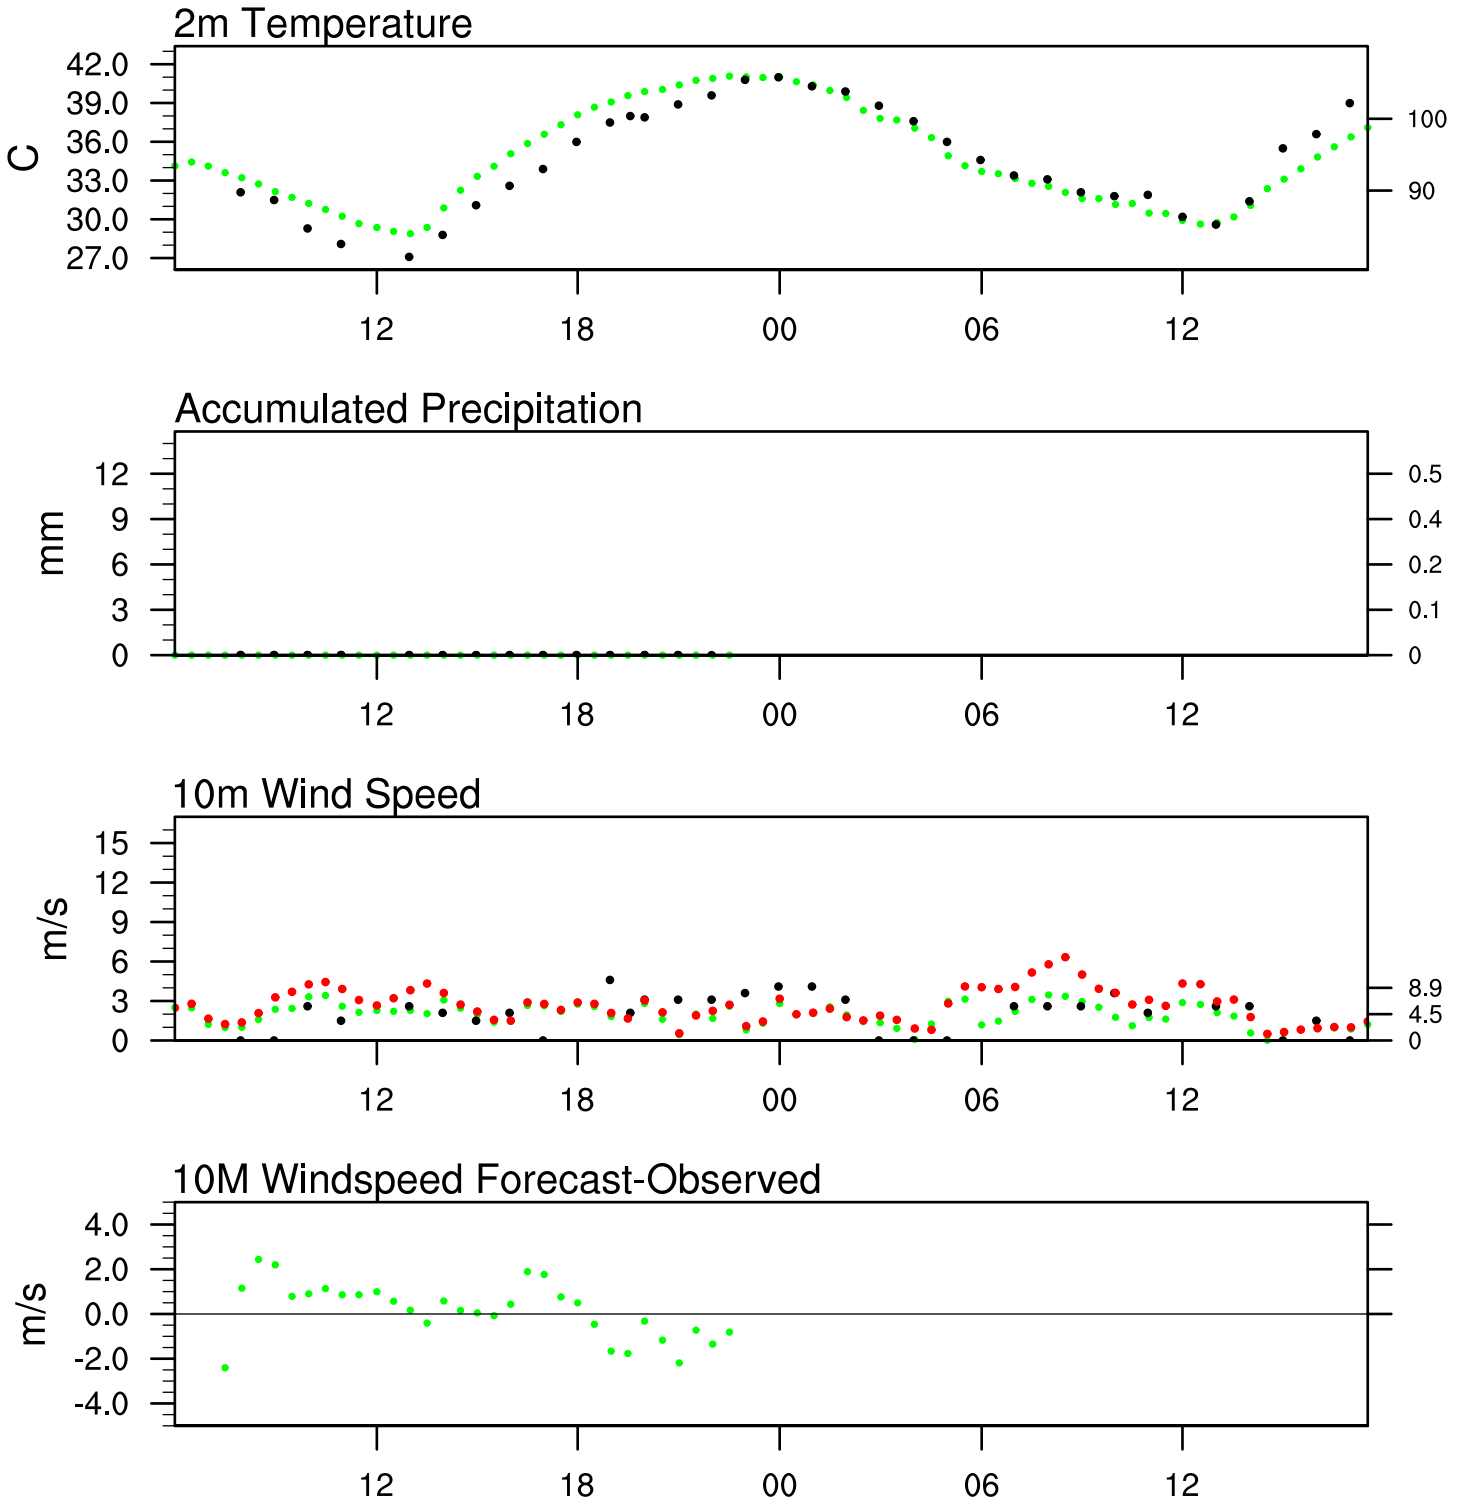 2m Temperature
42.0
39.0
36.0
33.0
30.0
27.0
C
100
90
12 18 00 06 12
Accumulated Precipitation
12
9
6
3
0
mm
0.5
0.4
0.2
0.1
0
12 18 00 06 12
10m Wind Speed
15
12
9
6
3
0
m/s
8.9
4.5
0
12 18 00 06 12
10M Windspeed Forecast-Observed
4.0
2.0
0.0
-2.0
-4.0
m/s
12 18 00 06 12